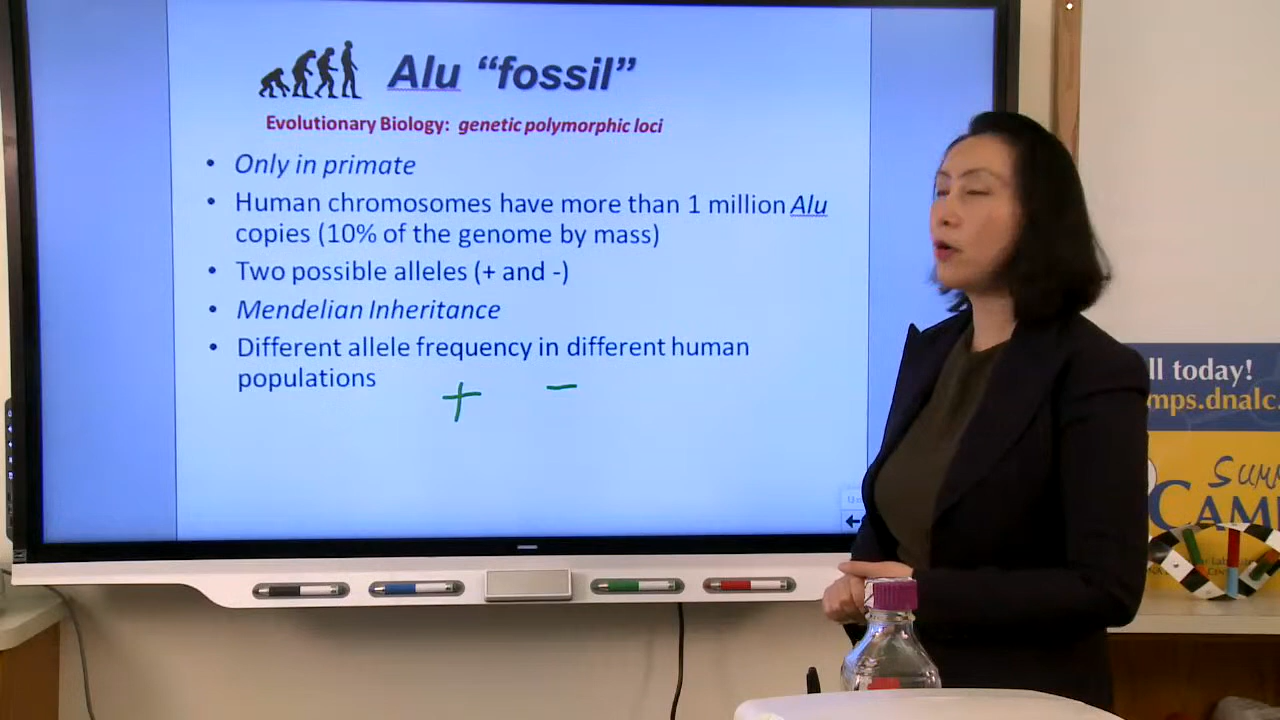 Alu “fossil”
Evolutionary Biology: genetic polymorphic loci
• Only in primate
• Human chromosomes have more than 1 million Alu
copies (10% of the genome by mass)
• Two possible alleles (+ and -)
• Mendelian Inheritance
• Different allele frequency in different human
populations
+ −
ll today!
mps.dnalc.
SUMM
CAMP